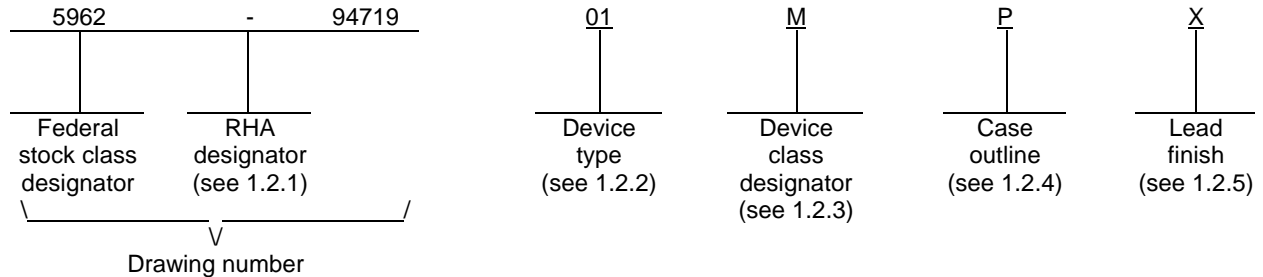 5962 - 94719 01 M P X
Federal stock class designator
RHA designator (see 1.2.1)
Device type (see 1.2.2)
Device class designator (see 1.2.3)
Case outline (see 1.2.4)
Lead finish (see 1.2.5)
\ /
\/
Drawing number